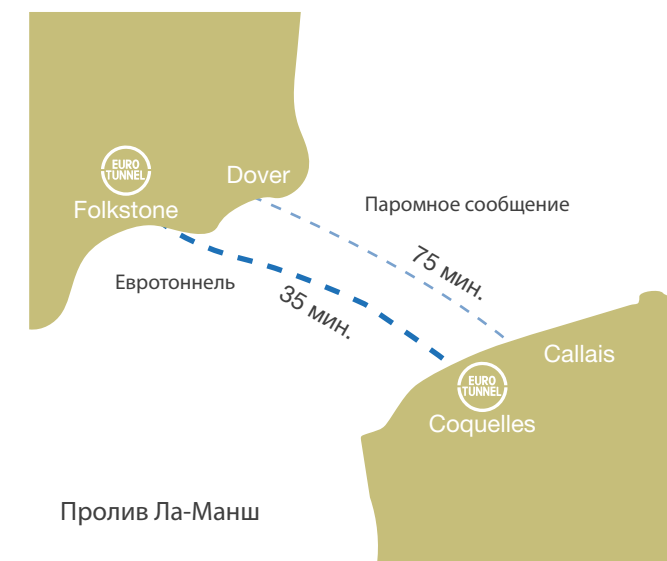 EURO
TUNNEL
Dover
Folkstone
Паромное сообщение
75 мин.
Евротоннель
35 мин.
Callais
EURO
TUNNEL
Coquelles
Пролив Ла-Манш